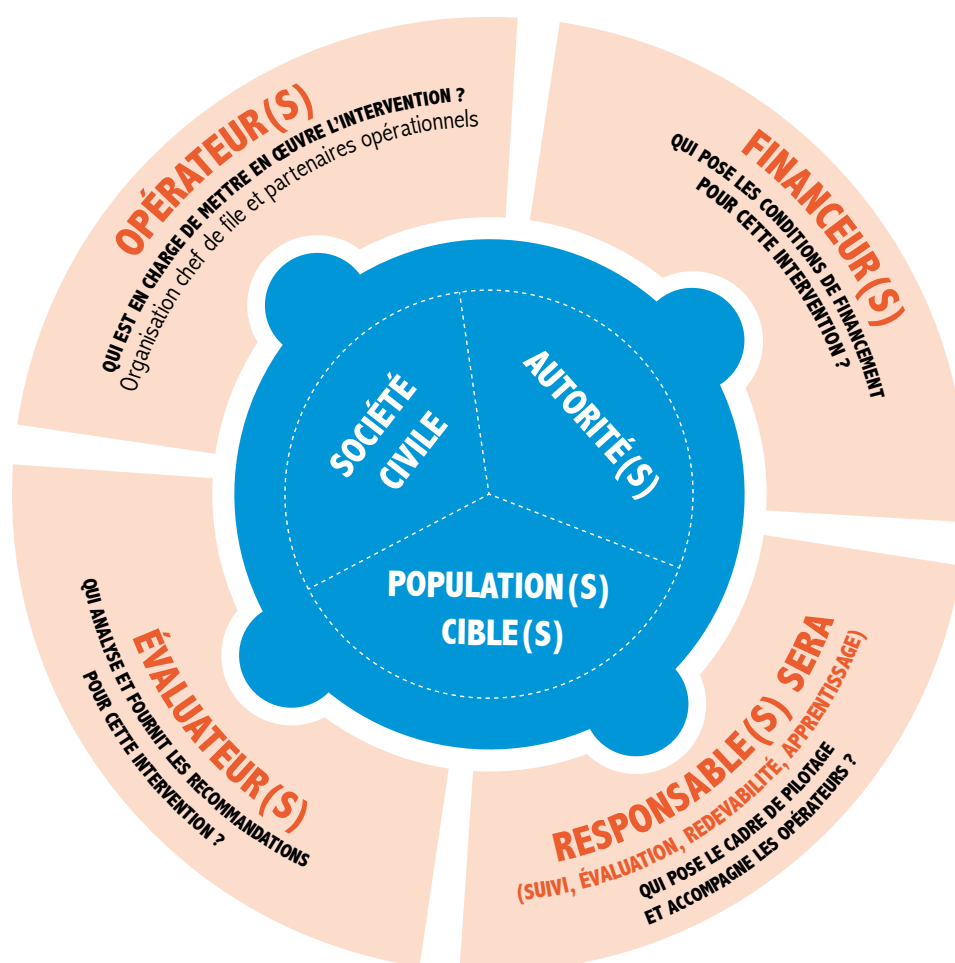 OPÉRATEUR(S)
QUI EST EN CHARGE DE METTRE EN ŒUVRE L'INTERVENTION ?
Organisation chef de file et partenaires opérationnels
FINANCEUR(S)
QUI POSE LES CONDITIONS DE FINANCEMENT
POUR CETTE INTERVENTION ?
SOCIÉTÉ
CIVILE
AUTORITÉ(S)
POPULATION(S)
CIBLE(S)
ÉVALUATEUR(S)
QUI ANALYSE ET FOURNIT LES RECOMMANDATIONS
POUR CETTE INTERVENTION ?
RESPONSABLE(S) SERA
(SUIVI, ÉVALUATION, REDEVABILITÉ, APPRENTISSAGE)
QUI POSE LE CADRE DE PILOTAGE
ET ACCOMPAGNE LES OPÉRATEURS ?